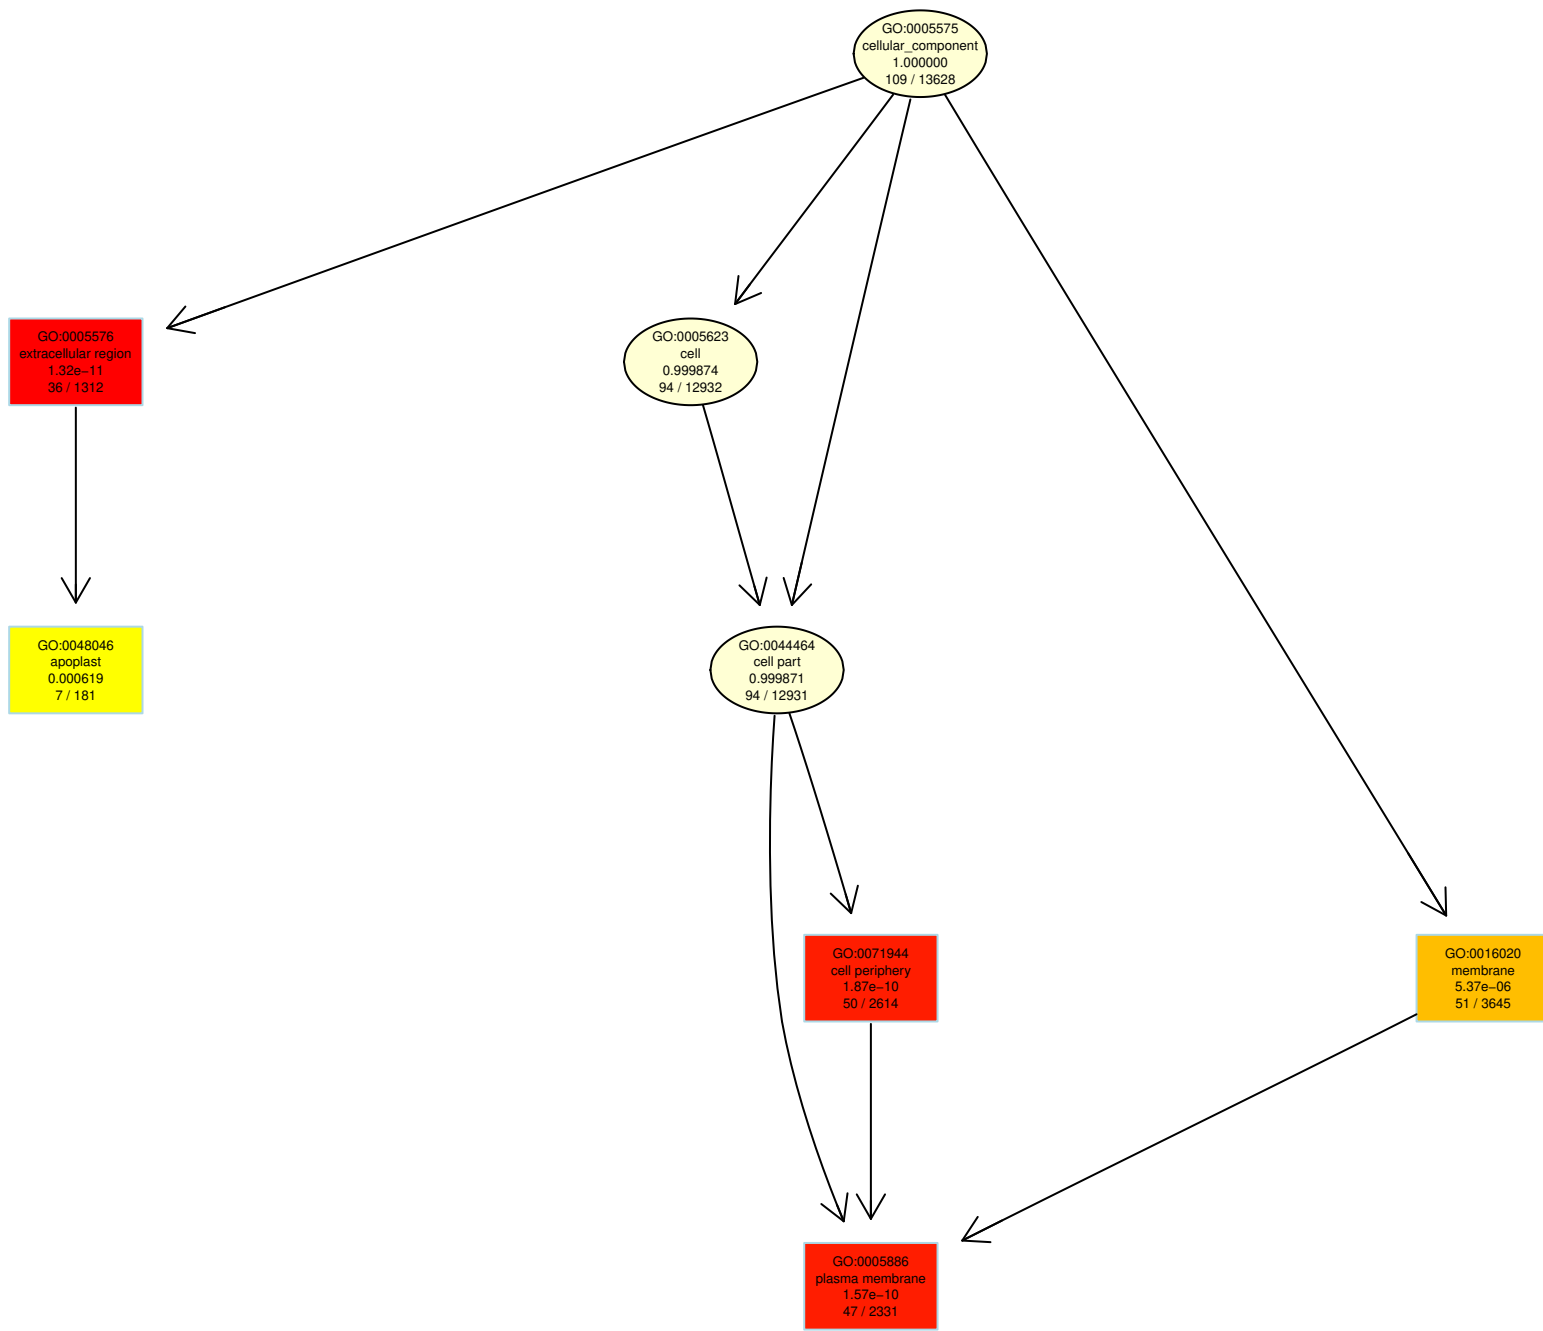 GO:0005575
cellular_component
1.000000
109 / 13628
GO:0005576
extracellular region
1.32e−11
36 / 1312
GO:0005623
cell
0.999874
94 / 12932
GO:0048046
apoplast
0.000619
7 / 181
GO:0044464
cell part
0.999871
94 / 12931
GO:0071944
cell periphery
1.87e−10
50 / 2614
GO:0016020
membrane
5.37e−06
51 / 3645
GO:0005886
plasma membrane
1.57e−10
47 / 2331